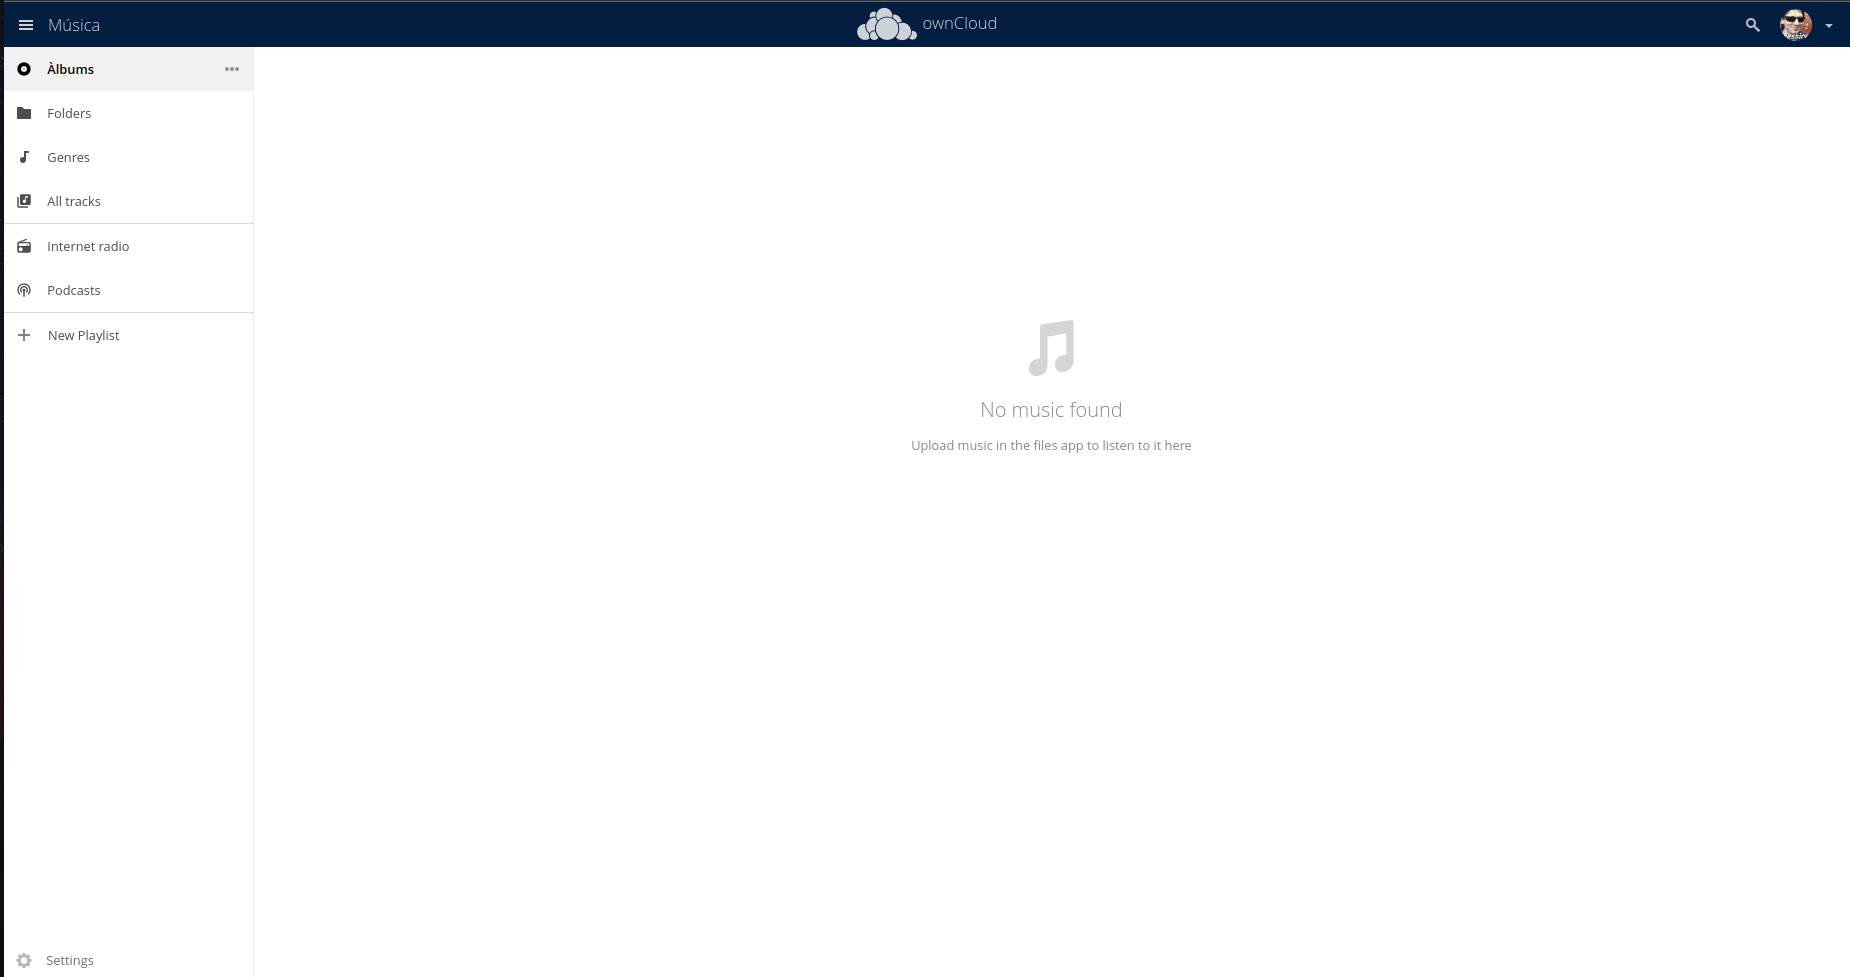 Música
ownCloud
Àlbums
Folders
Genres
All tracks
Internet radio
Podcasts
New Playlist
No music found
Upload music in the files app to listen to it here
Settings